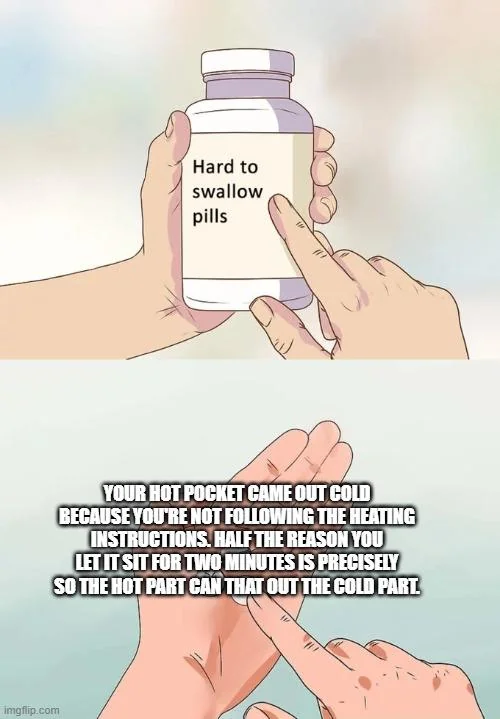 Hard to
swallow
pills
YOUR HOT POCKET CAME OUT COLD
BECAUSE YOU'RE NOT FOLLOWING THE HEATING
INSTRUCTIONS. HALF THE REASON YOU
LET IT SIT FOR TWO MINUTES IS PRECISELY
SO THE HOT PART CAN THAT OUT THE COLD PART.
imgflip.com